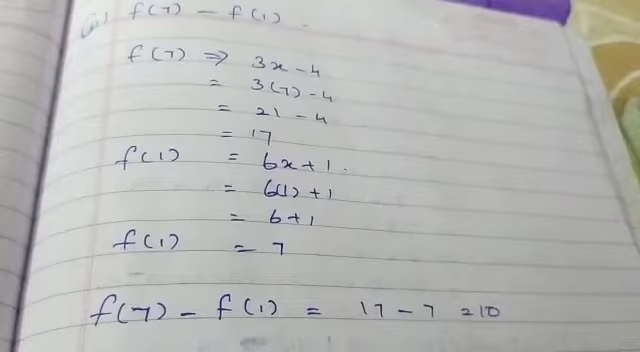 (ii) f(7) - f(1).
f(7) ⇒ 3x - 4
= 3(7) - 4
= 21 - 4
= 17
f(1) = 6x + 1.
= 6(1) + 1
= 6 + 1
f(1) = 7
f(7) - f(1) = 17 - 7 = 10